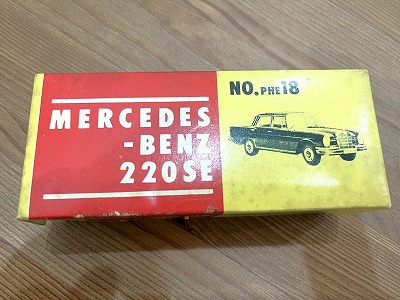 MERCEDES
-BENZ
220SE
NO.PHE18